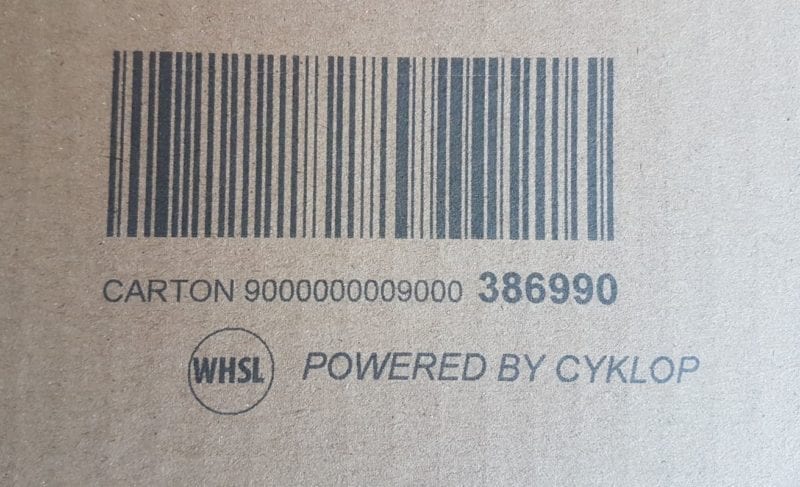 CARTON 9000000009000 386990
WHSL POWERED BY CYKLOP